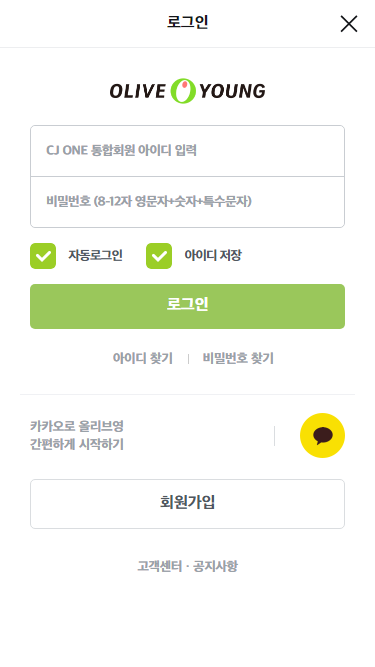 로그인
OLIVE YOUNG
CJ ONE 통합회원 아이디 입력
비밀번호 (8-12자 영문자+숫자+특수문자)
자동로그인 아이디 저장
로그인
아이디 찾기 | 비밀번호 찾기
카카오로 올리브영
간편하게 시작하기
회원가입
고객센터 · 공지사항